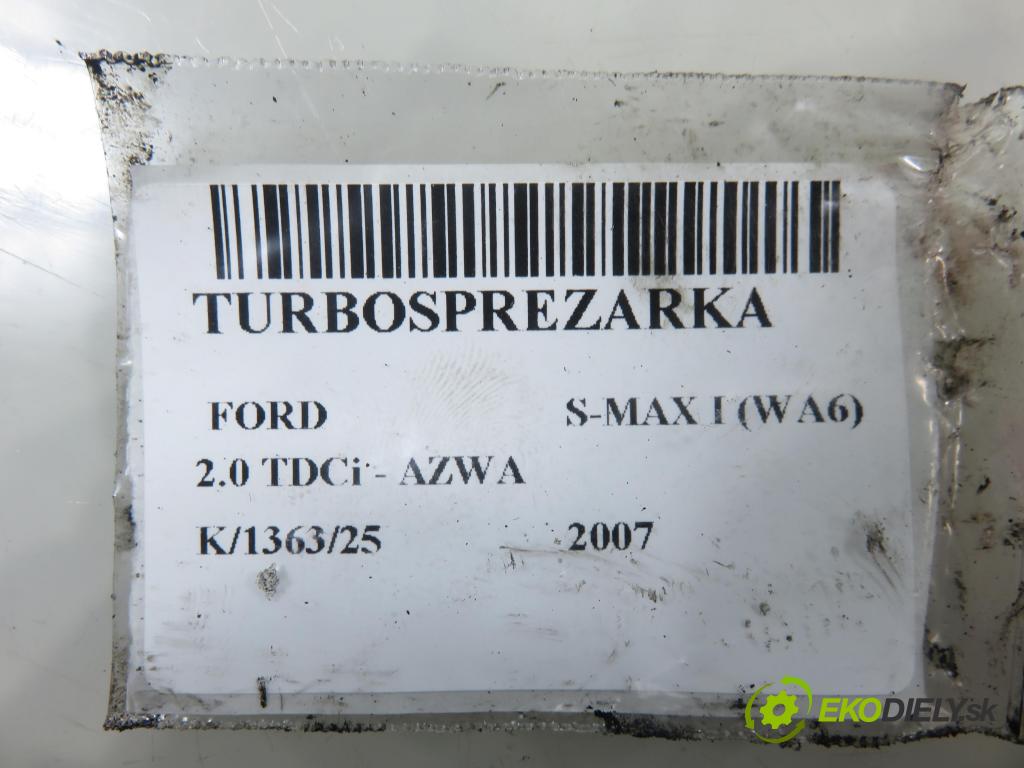 TURBOSPREZARKA
FORD S-MAX I (WA6)
2.0 TDCi - AZWA
K/1363/25 2007
EKODIELY.sk